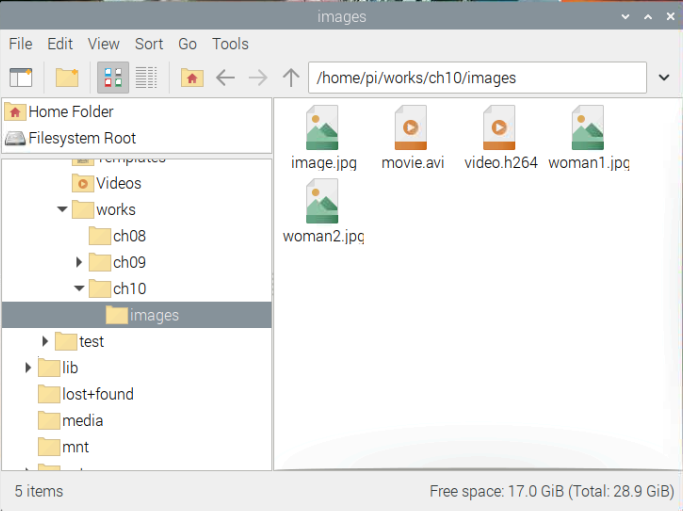 images
File Edit View Sort Go Tools
/home/pi/works/ch10/images
Home Folder
Filesystem Root
Templates
Videos
works
ch08
ch09
ch10
images
test
lib
lost+found
media
mnt
image.jpg movie.avi video.h264 woman1.jpg
woman2.jpg
5 items
Free space: 17.0 GiB (Total: 28.9 GiB)